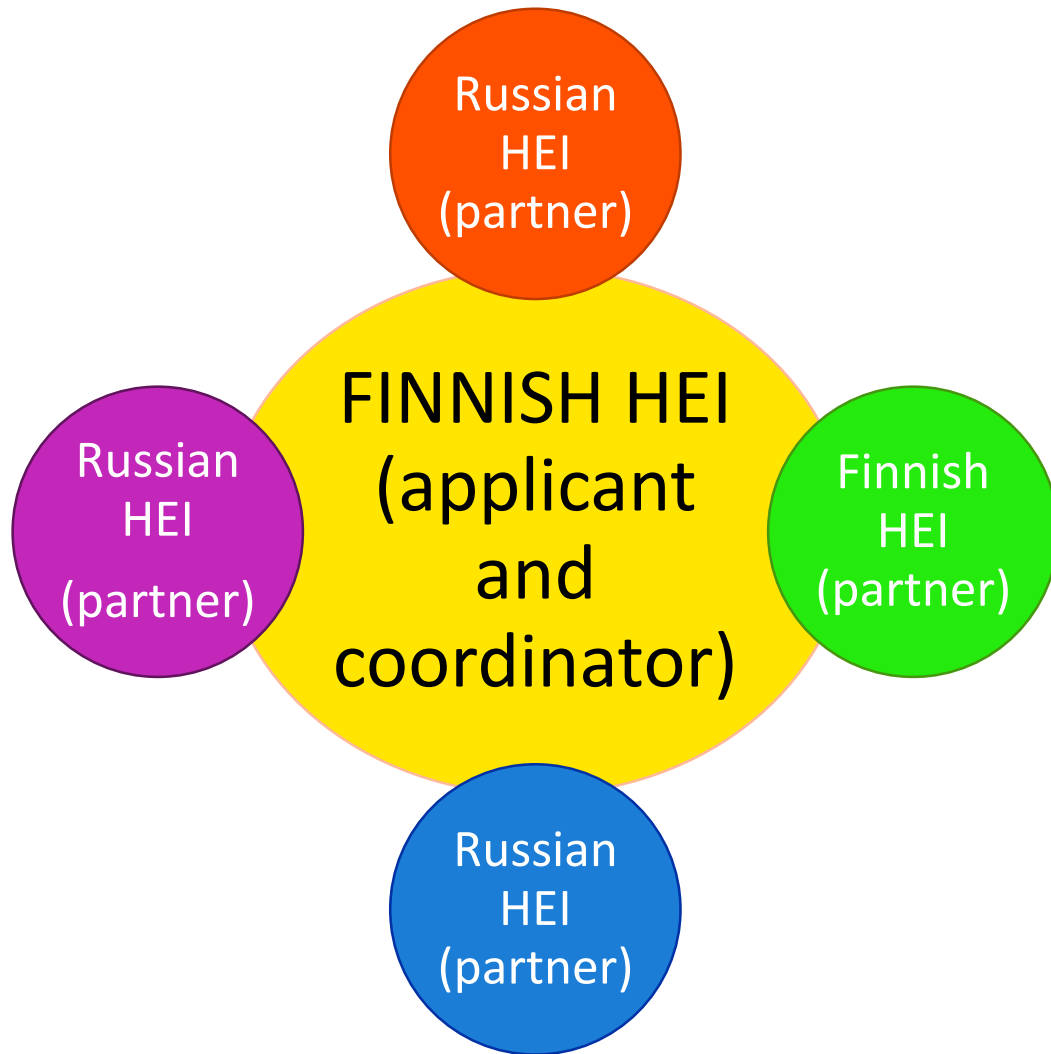 Russian
HEI
(partner)
FINNISH HEI
(applicant
and
coordinator)
Russian
HEI
(partner)
Finnish
HEI
(partner)
Russian
HEI
(partner)